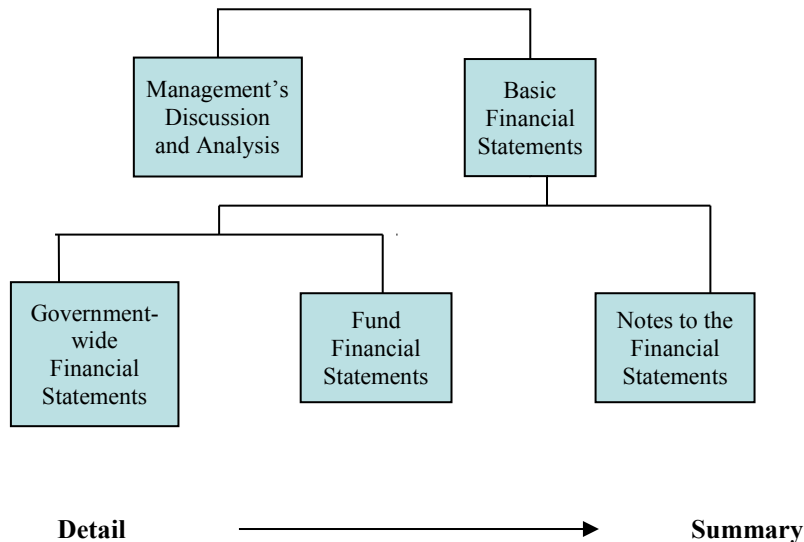 Management’s
Discussion
and Analysis
Basic
Financial
Statements
Government-
wide
Financial
Statements
Fund
Financial
Statements
Notes to the
Financial
Statements
Detail
Summary